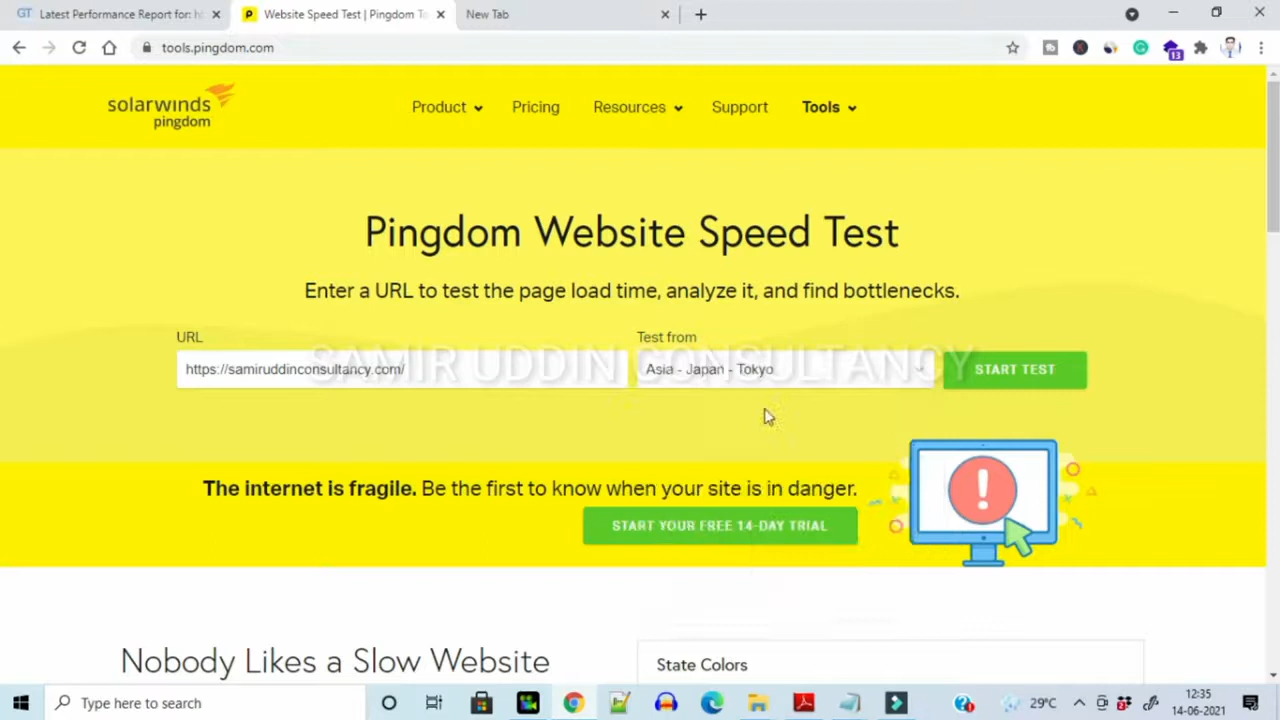 Latest Performance Report for: h
Website Speed Test | Pingdom To
New Tab
tools.pingdom.com
13
solarwinds
pingdom
Product
Pricing
Resources
Support
Tools
Pingdom Website Speed Test
Enter a URL to test the page load time, analyze it, and find bottlenecks.
URL
Test from
https://samiruddinconsultancy.com/
Asia - Japan - Tokyo
START TEST
SAMIR UDDIN CONSULTANCY
The internet is fragile. Be the first to know when your site is in danger.
START YOUR FREE 14-DAY TRIAL
Nobody Likes a Slow Website
State Colors
Type here to search
29°C
12:35
14-06-2021